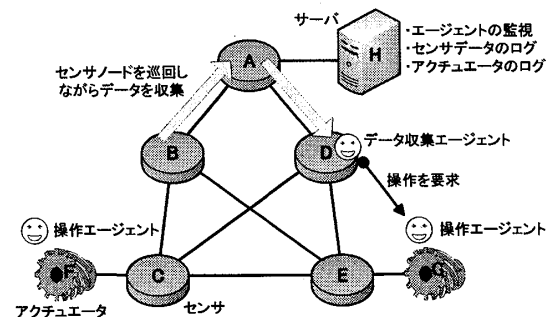 サーバ
・エージェントの監視
・センサデータのログ
・アクチュエータのログ
H
A
センサノードを巡回し
ながらデータを収集
B
D
データ収集エージェント
操作を要求
操作エージェント
操作エージェント
F
C
E
G
アクチュエータ
センサ